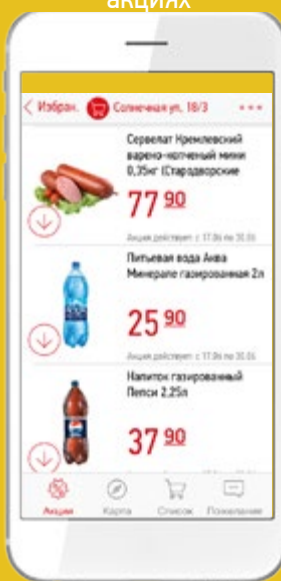 акциях
Избран. Солнечная ул. 18/3
Сервелат Кремлевский
варено-копченый мини
0,35кг (Стародворские
77 90
Акция действует с 17.06 по 30.06
Питьевая вода Аква
Минерале газированная 2л
25 90
Акция действует с 17.06 по 30.06
Напиток газированный
Пепси 2,25л
37 90
Акции Карта Список Пожелания